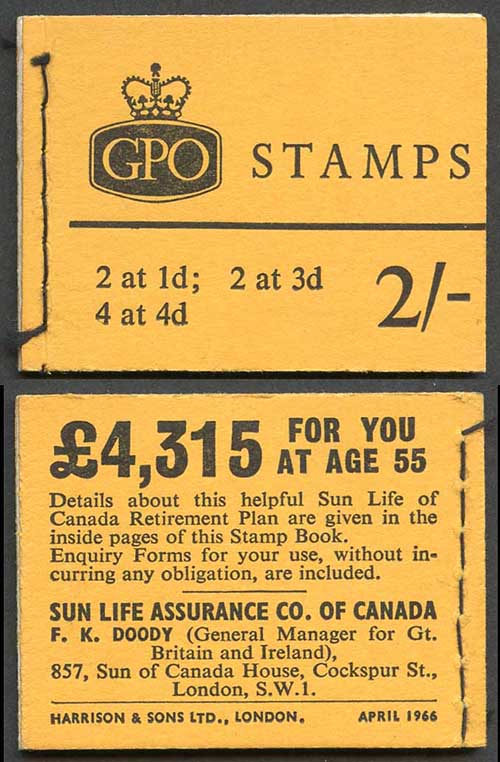 GPO STAMPS
2 at 1d; 2 at 3d
4 at 4d
2/-
£4,315 FOR YOU
AT AGE 55
Details about this helpful Sun Life of
Canada Retirement Plan are given in the
inside pages of this Stamp Book.
Enquiry Forms for your use, without in-
curring any obligation, are included.
SUN LIFE ASSURANCE CO. OF CANADA
F. K. DOODY (General Manager for Gt.
Britain and Ireland),
857, Sun of Canada House, Cockspur St.,
London, S.W.1.
HARRISON & SONS LTD., LONDON. APRIL 1966